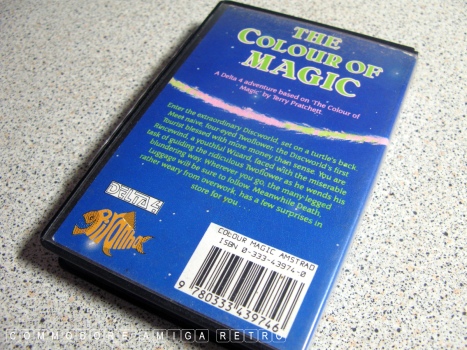 THE
COLOUR OF
MAGIC
A Delta 4 adventure based on 'The Colour of
Magic' by Terry Pratchett
Enter the extraordinary Discworld, set on a turtle's back.
Meet naive, four-eyed Twoflower, the Discworld's first
Tourist blessed with more money than sense. You are
Rincewind, a youthful Wizard, faced with the miserable
task of guiding the ridiculous Twoflower as he wends his
blundering way. Wherever you go, the many legged
Luggage will be sure to follow. Meanwhile Death,
rather weary from overwork, has a few surprises in
store for you . . .
DELTA 4
Piranha
COLOUR MAGIC AMSTRAD
ISBN 0-333-43974-0
9 780333 439746
COMMODORE AMIGA RETRO